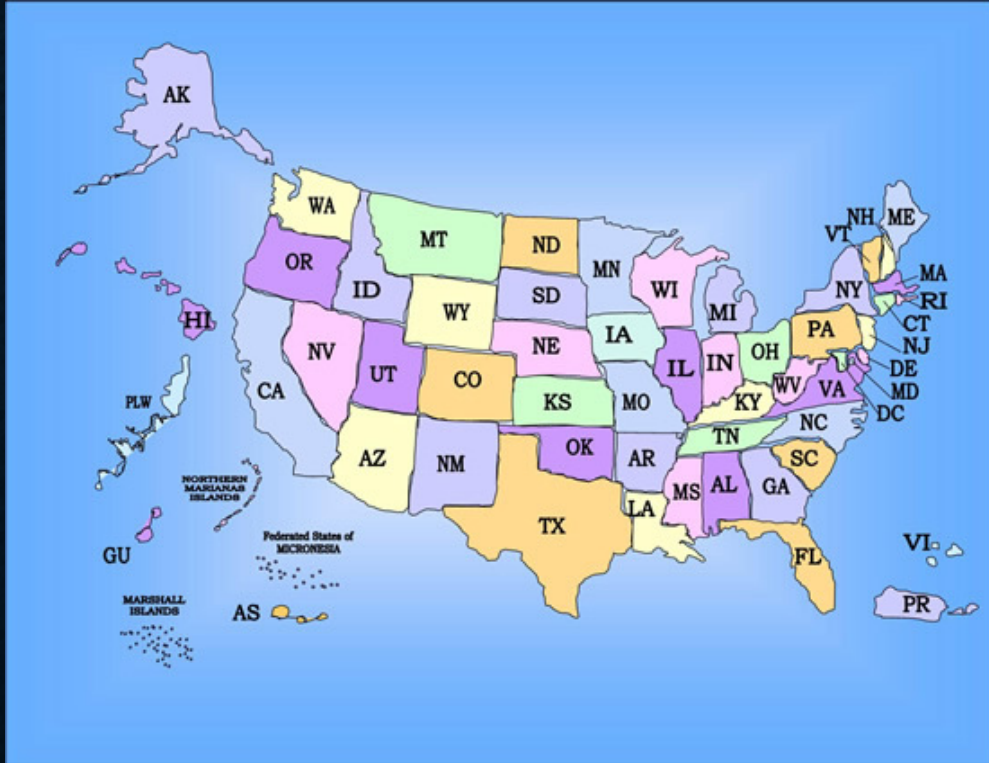 AK
WA
MT
ND
MN
NH
ME
VT
OR
ID
SD
WI
MI
NY
MA
RI
WY
HI
CT
NV
NE
IA
PA
NJ
UT
CO
IL
IN
OH
DE
CA
KS
MO
WV
VA
MD
PLW
KY
DC
NC
TN
AZ
NM
OK
AR
SC
NORTHERN
MARIANAS
ISLANDS
MS
AL
GA
LA
TX
GU
Federated States of
MICRONESIA
FL
VI
MARSHALL
ISLANDS
AS
PR